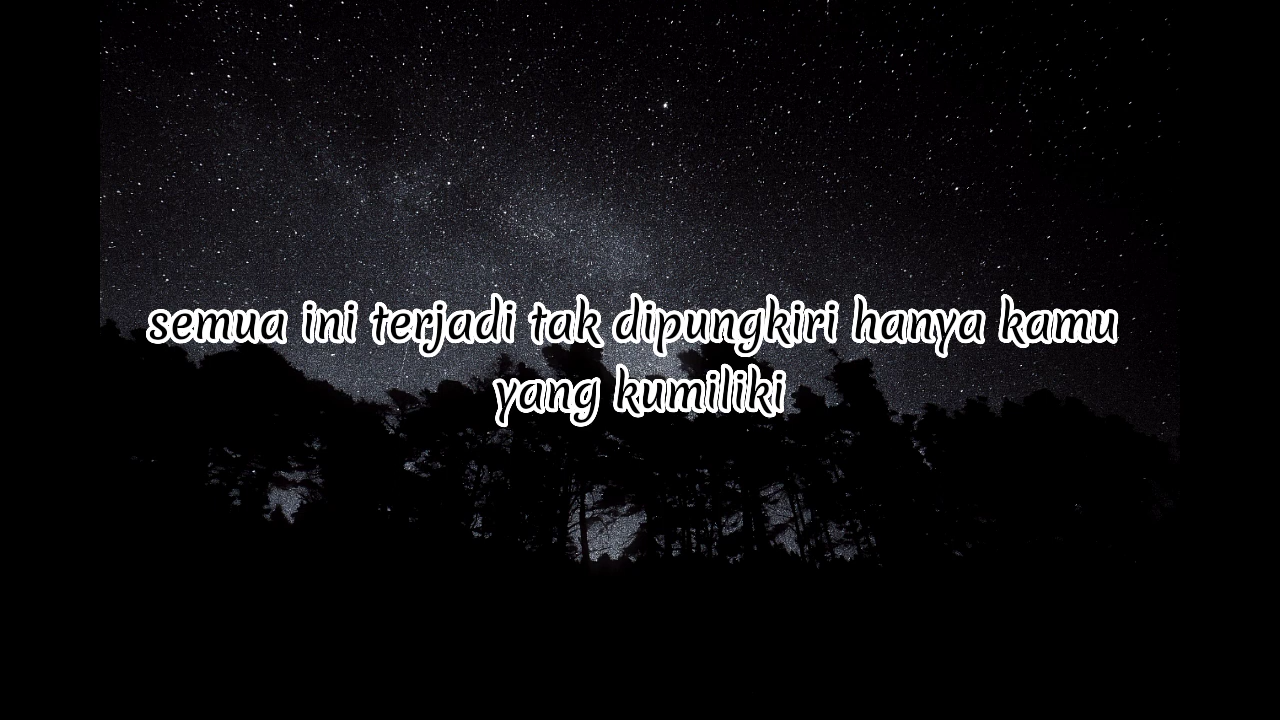 semua ini terjadi tak dipungkiri hanya kamu
yang kumiliki